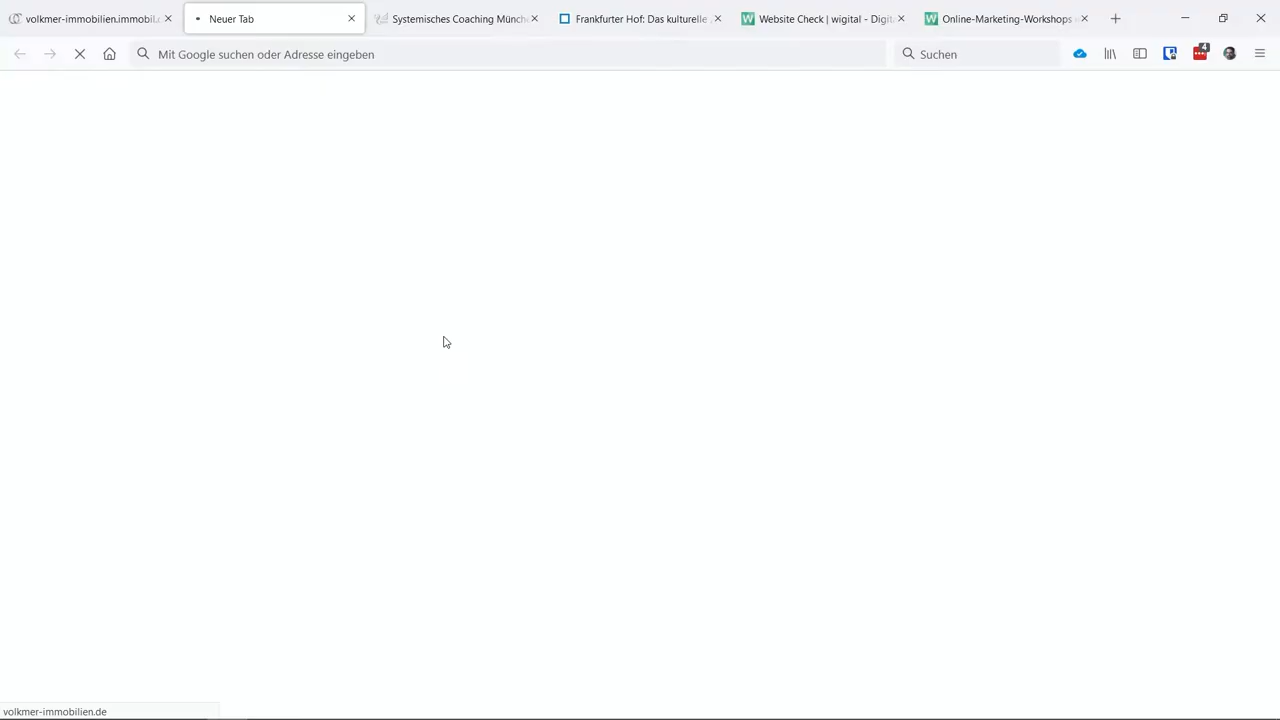 volkmer-immobilien.immobil
Neuer Tab
Systemisches Coaching Münch
Frankfurter Hof: Das kulturelle
Website Check | wigital - Digit
Online-Marketing-Workshops
Mit Google suchen oder Adresse eingeben
Suchen
4
volkmer-immobilien.de